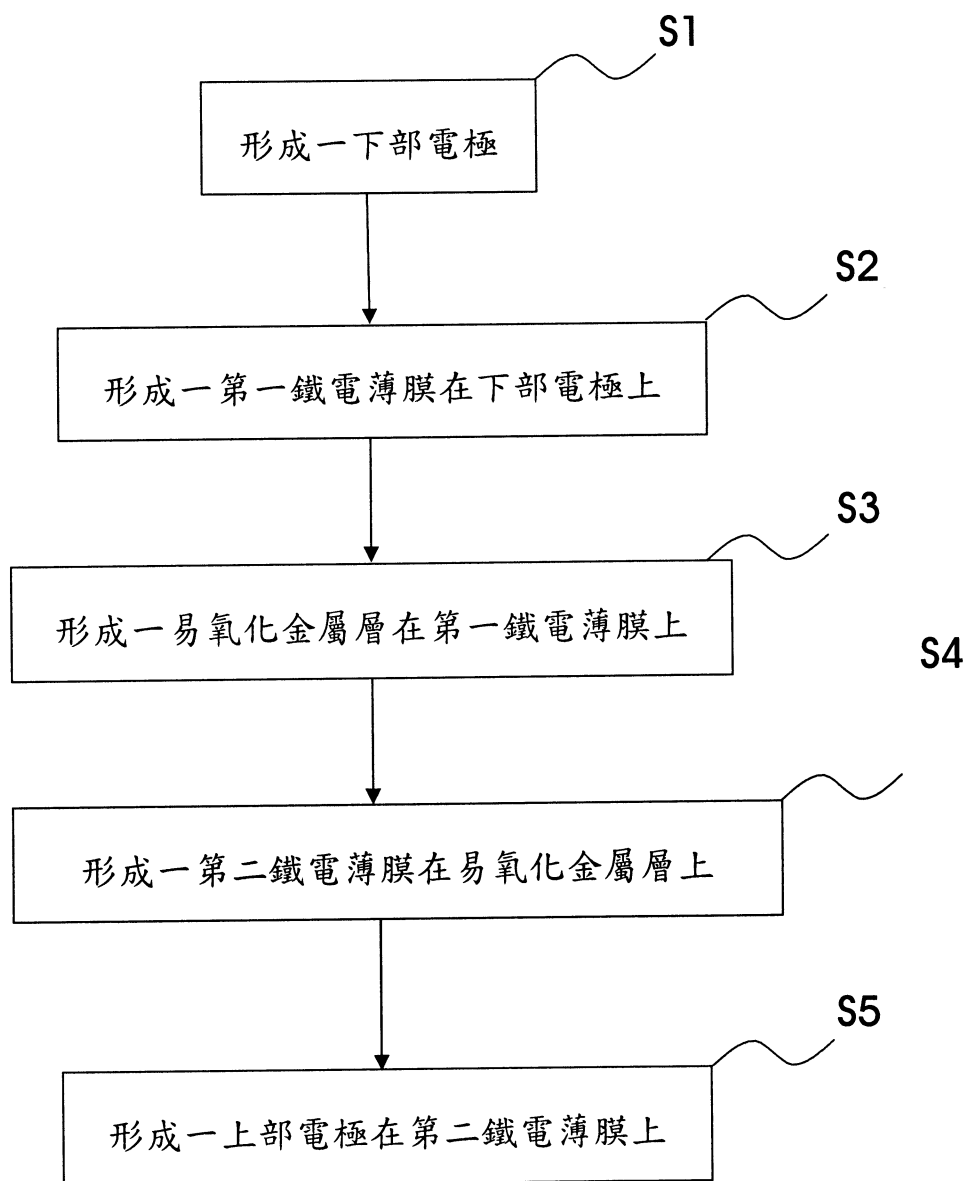 S1
形成一下部電極
S2
形成一第一鐵電薄膜在下部電極上
S3
形成一易氧化金屬層在第一鐵電薄膜上
S4
形成一第二鐵電薄膜在易氧化金屬層上
S5
形成一上部電極在第二鐵電薄膜上